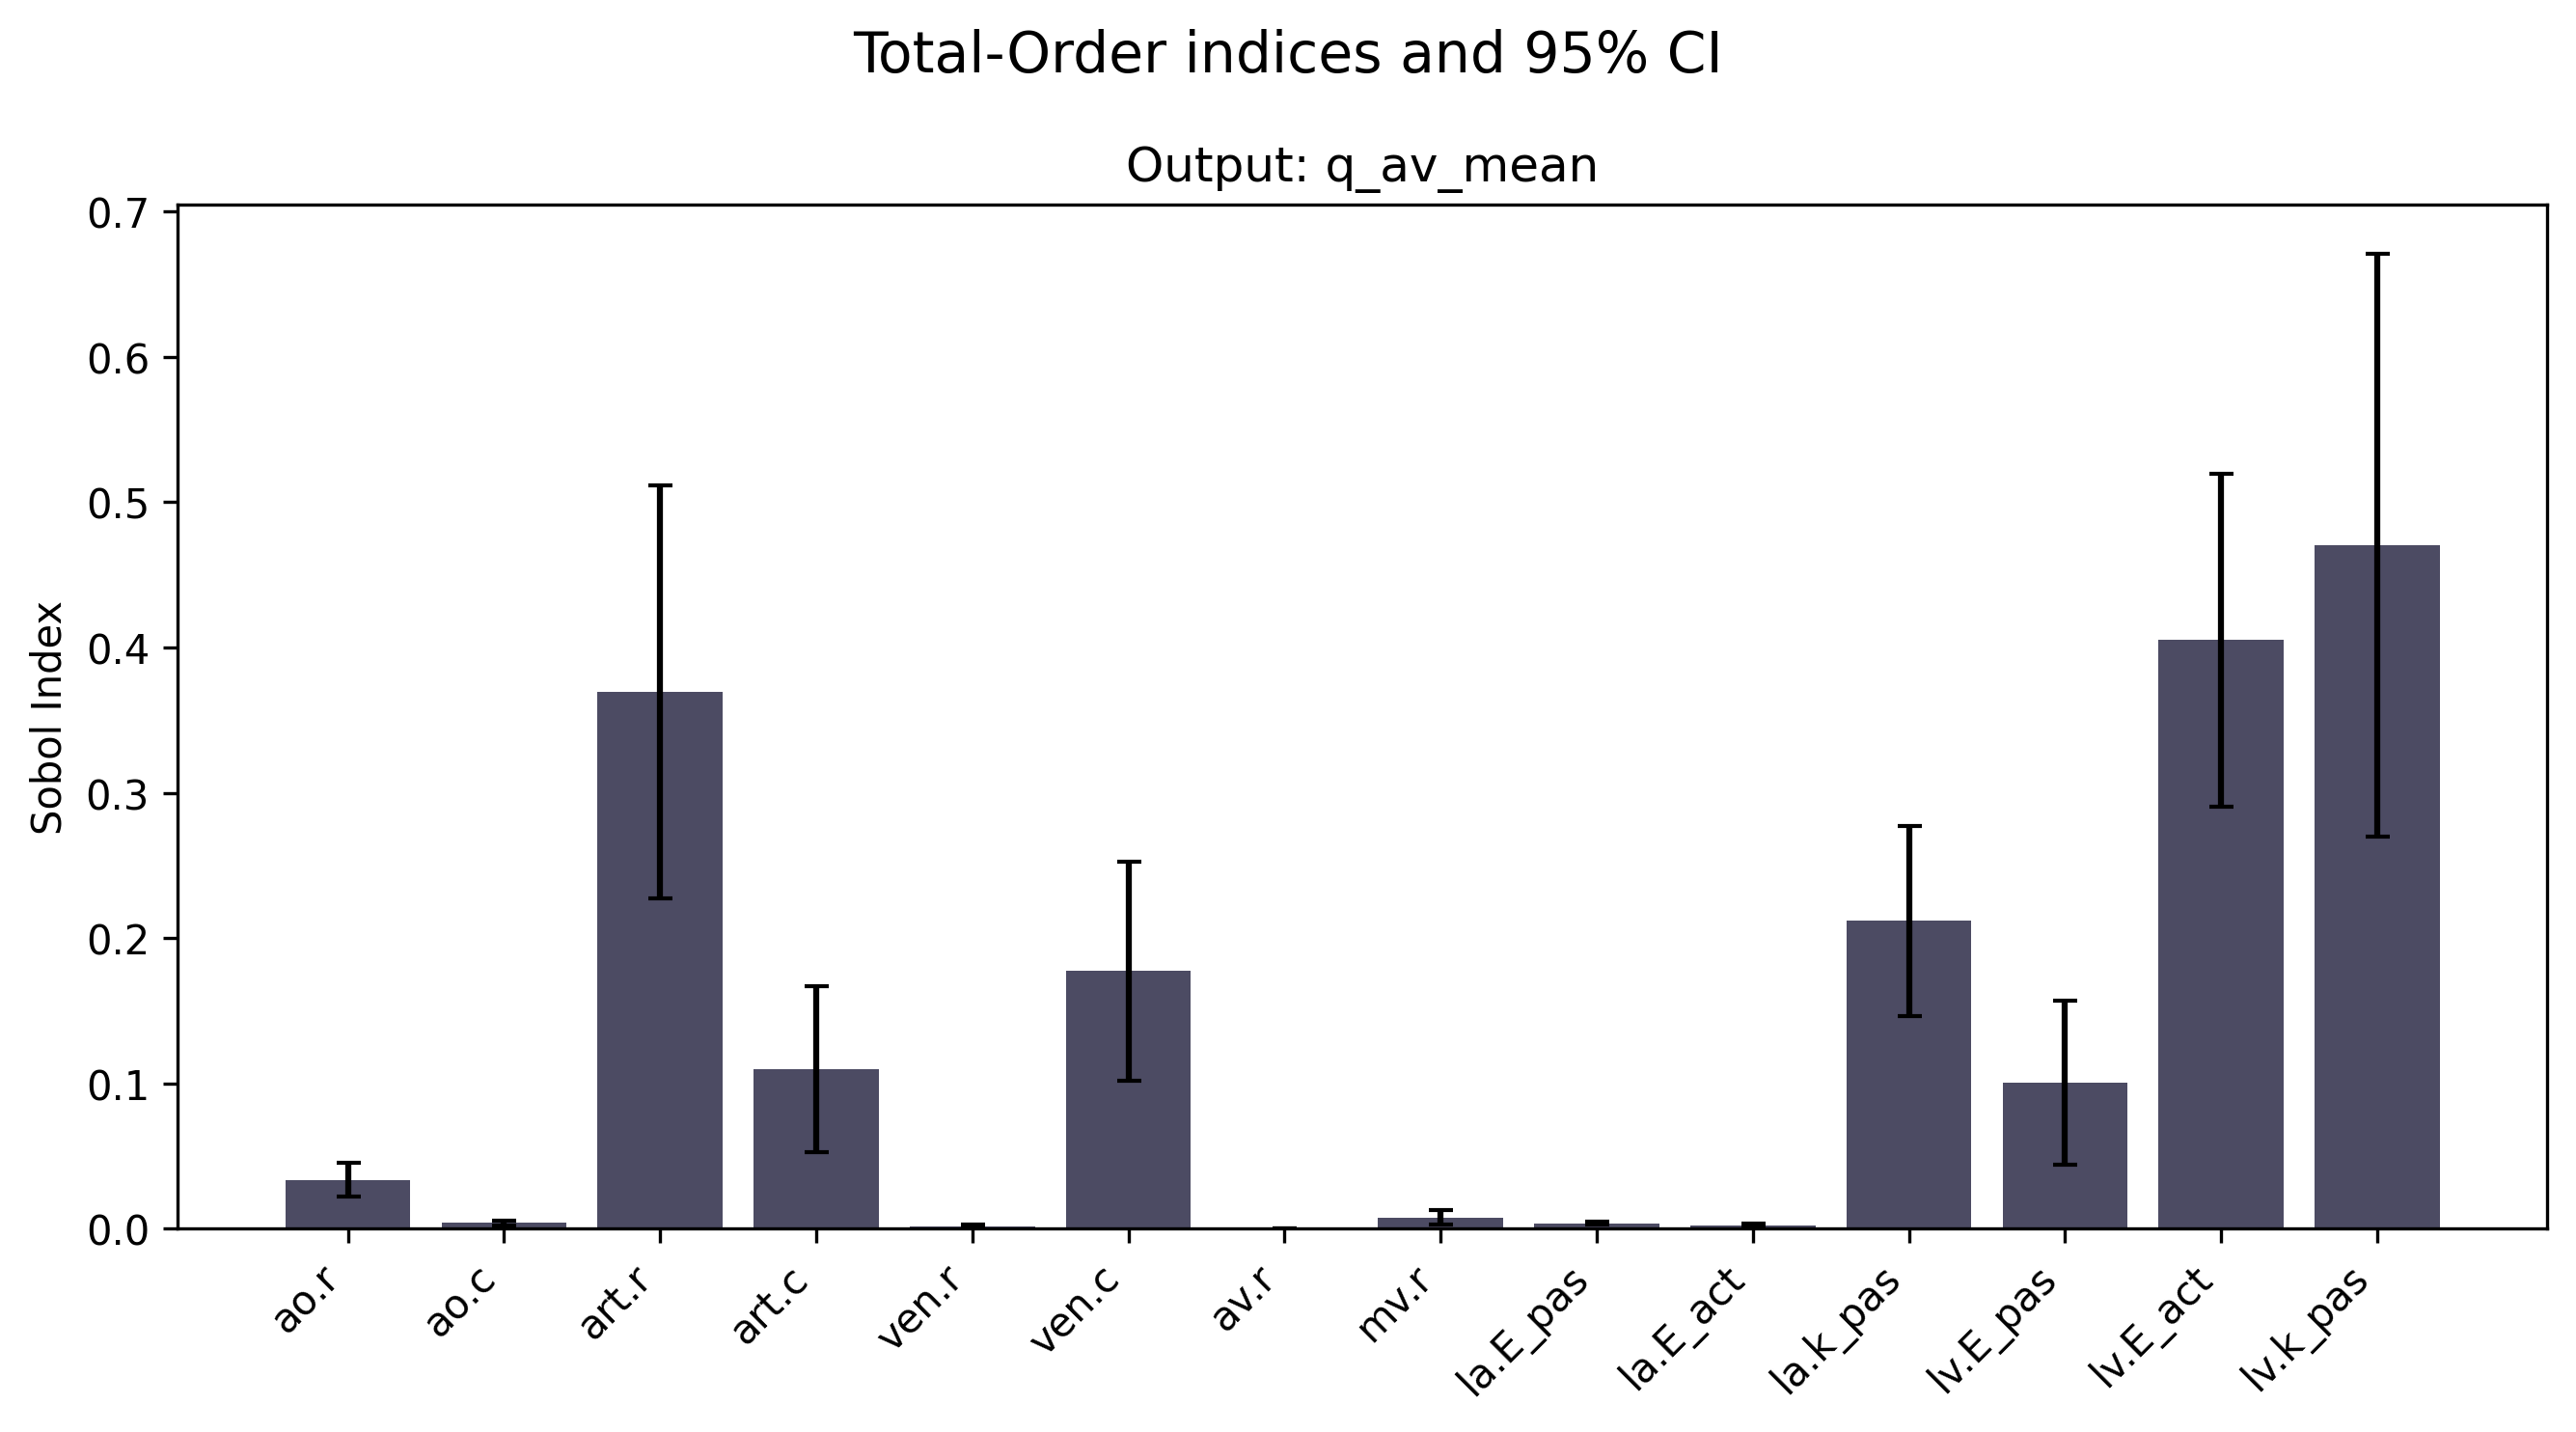 Total-Order indices and 95% CI
Output: q_av_mean
Sobol Index
0.7
0.6
0.5
0.4
0.3
0.2
0.1
0.0
ao.r
ao.c
art.r
art.c
ven.r
ven.c
av.r
mv.r
la.E_pas
la.E_act
la.k_pas
lv.E_pas
lv.E_act
lv.k_pas